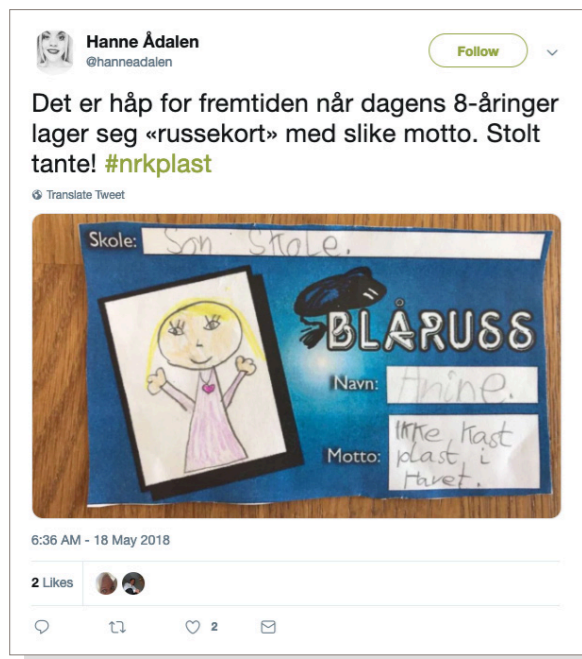 Hanne Ådalen
@hanneadalen
Follow
Det er håp for fremtiden når dagens 8-åringer
lager seg «russekort» med slike motto. Stolt
tante! #nrkplast
Translate Tweet
Skole: Son Skole.
BLÅRUSS
Navn: Anine.
Motto: Ikke kast
plast i
Havet.
6:36 AM - 18 May 2018
2 Likes
2